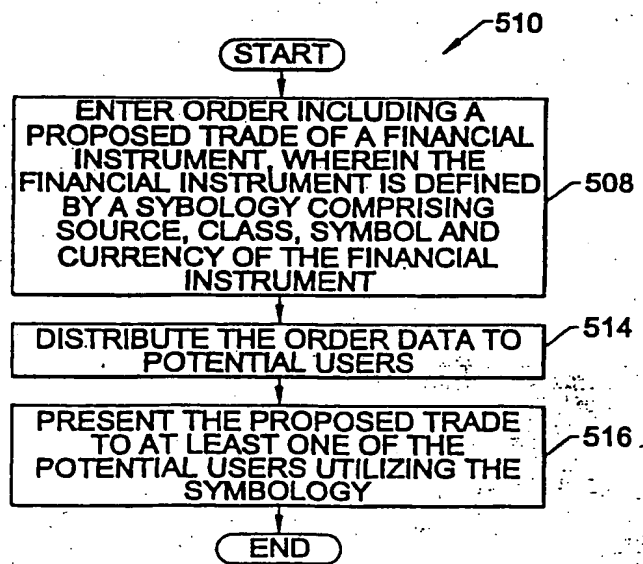 510
START
ENTER ORDER INCLUDING A
PROPOSED TRADE OF A FINANCIAL
INSTRUMENT, WHEREIN THE
FINANCIAL INSTRUMENT IS DEFINED
BY A SYBOLOGY COMPRISING
SOURCE, CLASS, SYMBOL AND
CURRENCY OF THE FINANCIAL
INSTRUMENT
508
DISTRIBUTE THE ORDER DATA TO
POTENTIAL USERS
514
PRESENT THE PROPOSED TRADE
TO AT LEAST ONE OF THE
POTENTIAL USERS UTILIZING THE
SYMBOLOGY
516
END